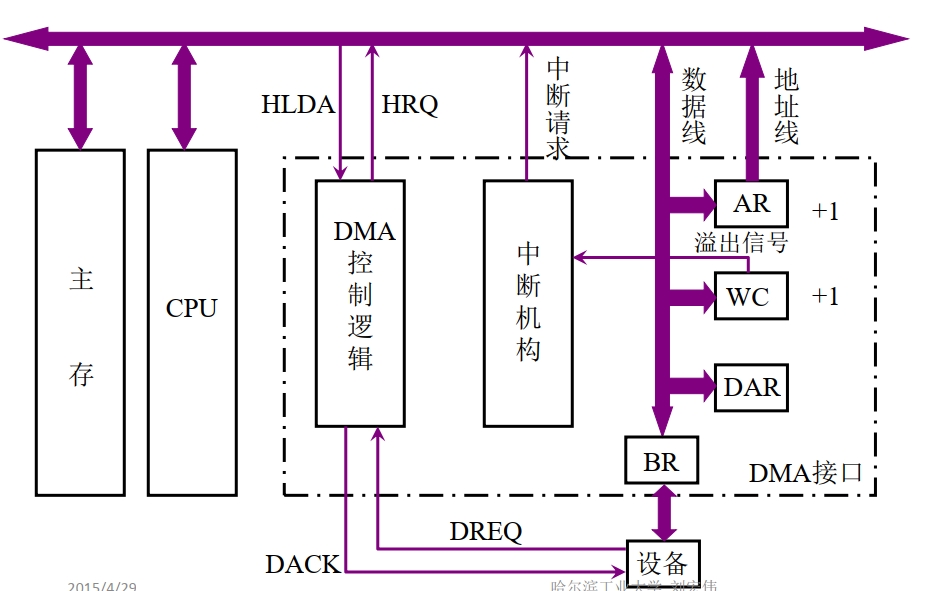 HLDA
HRQ
中断请求
数据线
地址线
主存
CPU
DMA控制逻辑
中断机构
AR
+1
溢出信号
WC
+1
DAR
BR
DMA接口
DREQ
DACK
设备
2015/4/29
哈尔滨工业大学 刘宏伟